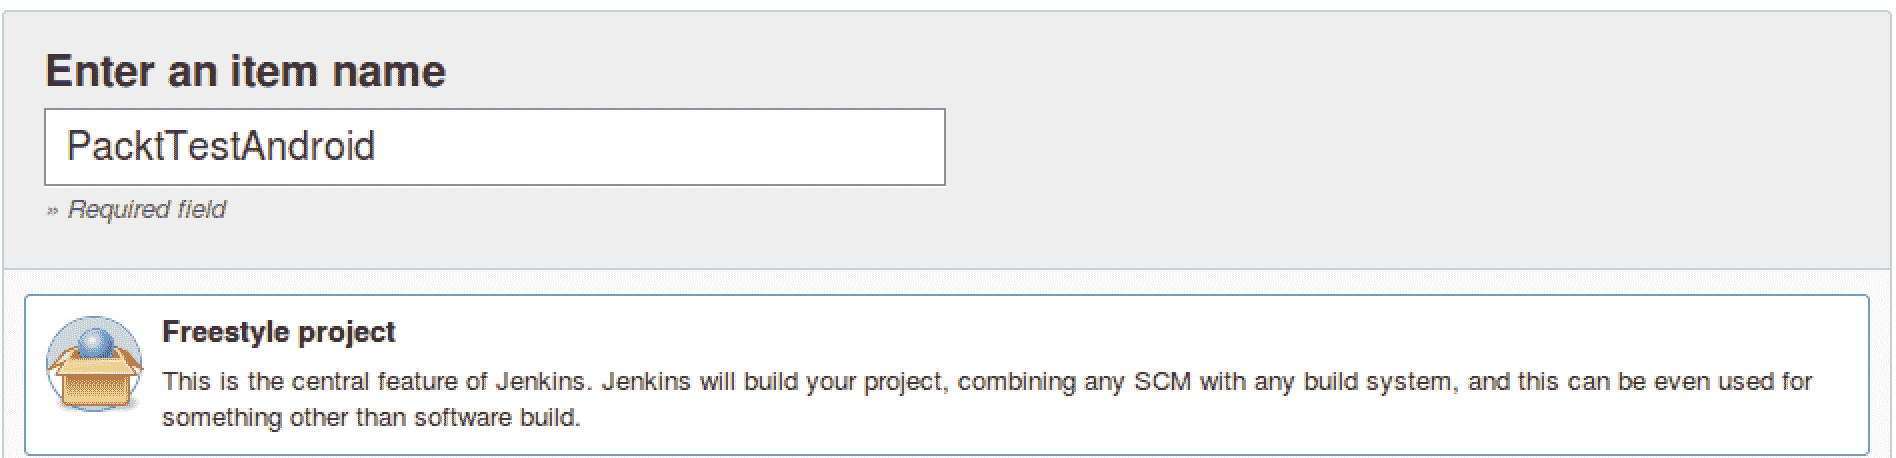 Enter an item name
PacktTestAndroid
» Required field
Freestyle project
This is the central feature of Jenkins. Jenkins will build your project, combining any SCM with any build system, and this can be even used for
something other than software build.